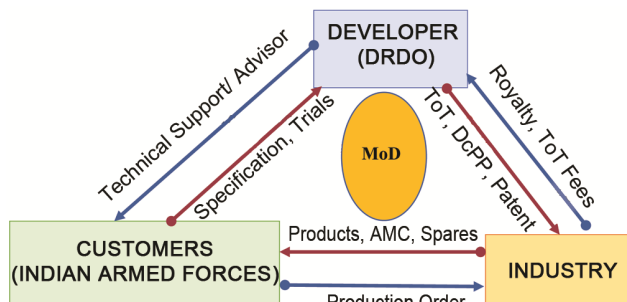 DEVELOPER
(DRDO)
Technical Support/ Advisor
Specification, Trials
MoD
ToT, DcPP , Patent
Royalty, ToT Fees
Products, AMC, Spares
CUSTOMERS
(INDIAN ARMED FORCES)
INDUSTRY
Production Order